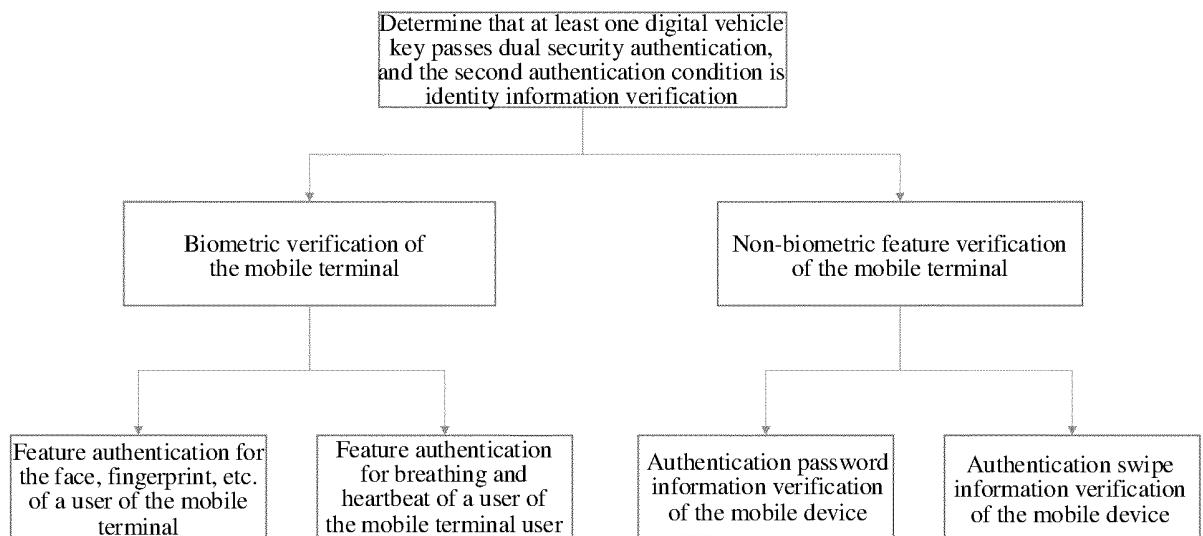 Determine that at least one digital vehicle
key passes dual security authentication,
and the second authentication condition is
identity information verification
Biometric verification of
the mobile terminal
Non-biometric feature verification
of the mobile terminal
Feature authentication for
the face, fingerprint, etc.
of a user of the mobile
terminal
Feature authentication
for breathing and
heartbeat of a user of
the mobile terminal user
Authentication password
information verification
of the mobile device
Authentication swipe
information verification
of the mobile device